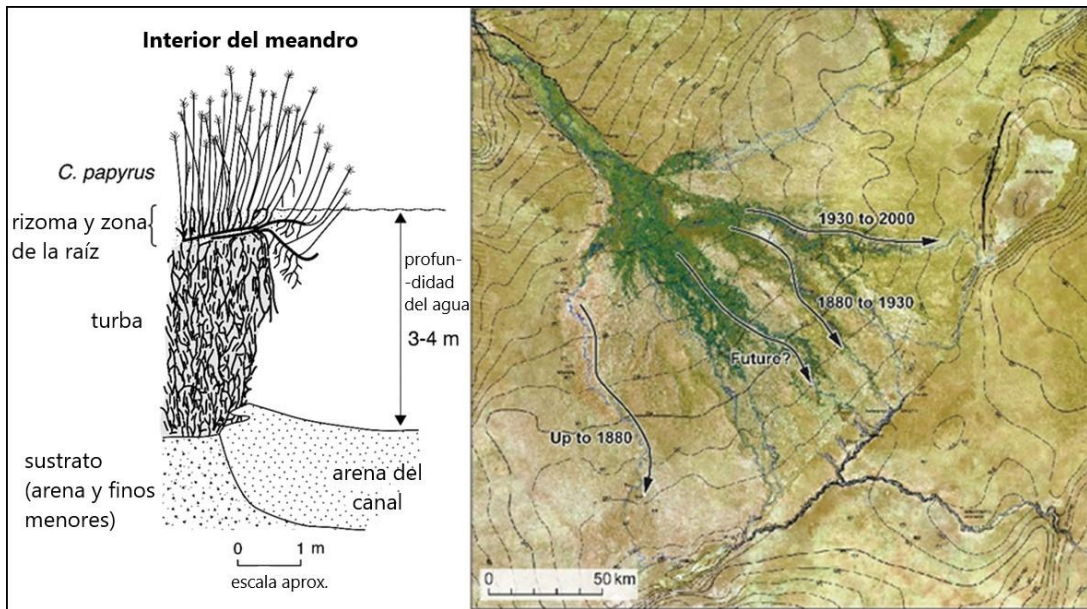 Interior del meandro
C. papyrus
rizoma y zona
de la raíz
turba
profun-
-didad
del agua
3-4 m
sustrato
(arena y finos
menores)
arena del
canal
0 1 m
escala aprox.
1930 to 2000
1880 to 1930
Future?
Up to 1880
0 50 km